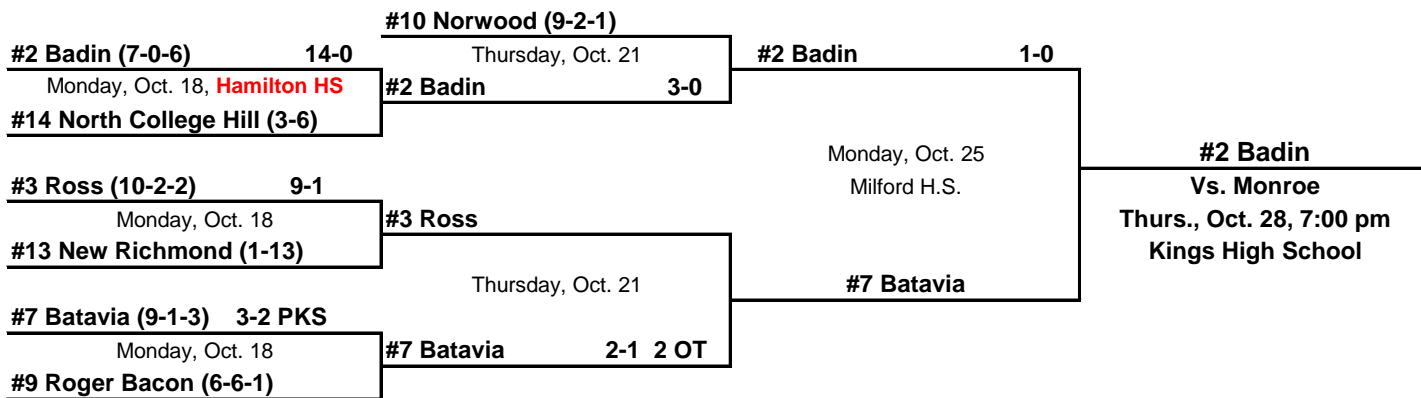 #10 Norwood (9-2-1)
#2 Badin (7-0-6) 14-0
Thursday, Oct. 21
#2 Badin 1-0
Monday, Oct. 18, Hamilton HS
#2 Badin 3-0
#14 North College Hill (3-6)
Monday, Oct. 25
#2 Badin
#3 Ross (10-2-2) 9-1
Milford H.S.
Vs. Monroe
Monday, Oct. 18
#3 Ross
Thurs., Oct. 28, 7:00 pm
#13 New Richmond (1-13)
Kings High School
Thursday, Oct. 21
#7 Batavia
#7 Batavia (9-1-3) 3-2 PKS
Monday, Oct. 18
#7 Batavia 2-1 2 OT
#9 Roger Bacon (6-6-1)